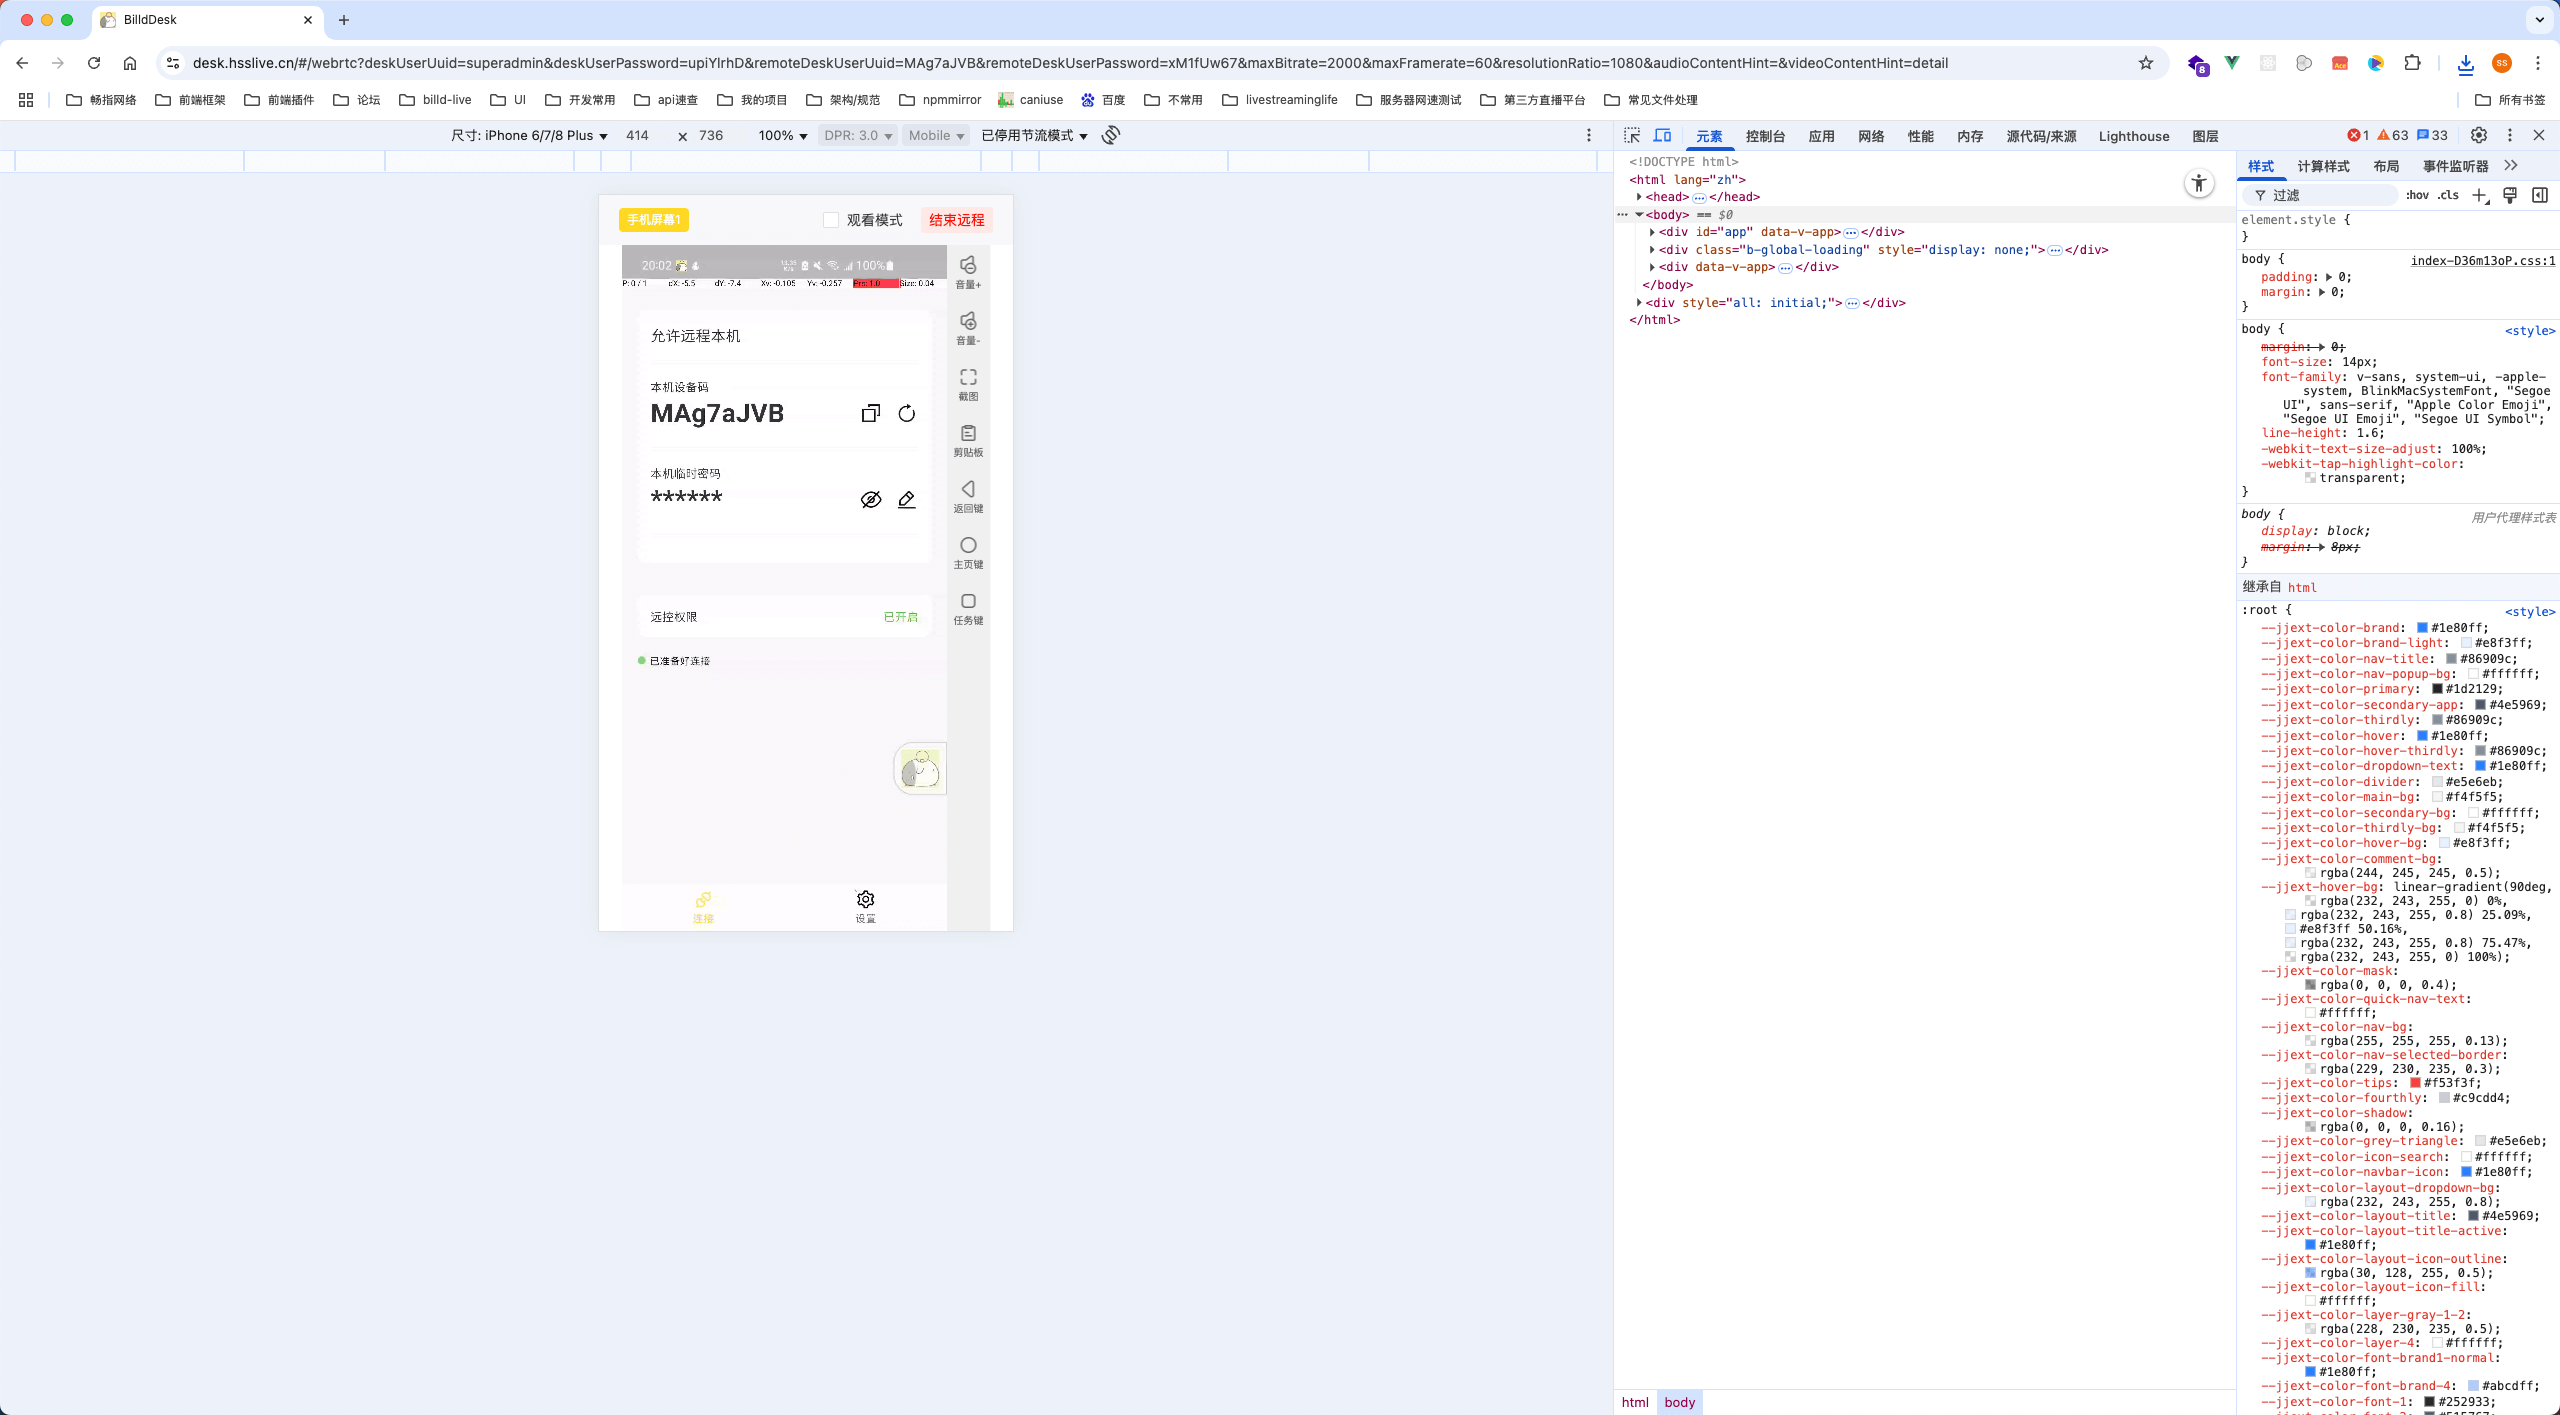 BilldDesk
desk.hsslive.cn/#/webrtc?deskUserUuid=superadmin&deskUserPassword=upiYlrhD&remoteDeskUserUuid=MAg7aJVB&remoteDeskUserPassword=xM1fUw67&maxBitrate=2000&maxFramerate=60&resolutionRatio=1080&audioContentHint=&videoContentHint=detail
8
Ace
SS
畅指网络 前端框架 前端插件 论坛 billd-live UI 开发常用 api速查 我的项目 架构/规范 npmmirror caniuse 百度 不常用 livestreaminglife 服务器网速测试 第三方直播平台 常见文件处理 所有书签
尺寸: iPhone 6/7/8 Plus 414 × 736 100% DPR: 3.0 Mobile 已停用节流模式
手机屏幕1 观看模式 结束远程
20:02 100%
P: 0 / 1 dX: -5.5 dY: -7.4 Xv: -0.105 Yv: -0.257 Prs: 1.0 Size: 0.04
允许远程本机
本机设备码
MAg7aJVB
本机临时密码
******
远控权限 已开启
已准备好连接
连接 设置
音量+
音量-
截图
剪贴板
返回键
主页键
任务键
元素 控制台 应用 网络 性能 内存 源代码/来源 Lighthouse 图层 1 63 33
<!DOCTYPE html>
<html lang="zh">
<head> </head>
<body> == $0
<div id="app" data-v-app> </div>
<div class="b-global-loading" style="display: none;"> </div>
<div data-v-app> </div>
</body>
<div style="all: initial;"> </div>
</html>
html body
样式 计算样式 布局 事件监听器
过滤 :hov .cls
element.style {
}
body { index-D36m13oP.css:1
padding: 0;
margin: 0;
}
body { <style>
margin: 0;
font-size: 14px;
font-family: v-sans, system-ui, -apple-
system, BlinkMacSystemFont, "Segoe
UI", sans-serif, "Apple Color Emoji",
"Segoe UI Emoji", "Segoe UI Symbol";
line-height: 1.6;
-webkit-text-size-adjust: 100%;
-webkit-tap-highlight-color:
transparent;
}
body { 用户代理样式表
display: block;
margin: 8px;
}
继承自 html
:root { <style>
--jjext-color-brand: #1e80ff;
--jjext-color-brand-light: #e8f3ff;
--jjext-color-nav-title: #86909c;
--jjext-color-nav-popup-bg: #ffffff;
--jjext-color-primary: #1d2129;
--jjext-color-secondary-app: #4e5969;
--jjext-color-thirdly: #86909c;
--jjext-color-hover: #1e80ff;
--jjext-color-hover-thirdly: #86909c;
--jjext-color-dropdown-text: #1e80ff;
--jjext-color-divider: #e5e6eb;
--jjext-color-main-bg: #f4f5f5;
--jjext-color-secondary-bg: #ffffff;
--jjext-color-thirdly-bg: #f4f5f5;
--jjext-color-hover-bg: #e8f3ff;
--jjext-color-comment-bg:
rgba(244, 245, 245, 0.5);
--jjext-hover-bg: linear-gradient(90deg,
rgba(232, 243, 255, 0) 0%,
rgba(232, 243, 255, 0.8) 25.09%,
#e8f3ff 50.16%,
rgba(232, 243, 255, 0.8) 75.47%,
rgba(232, 243, 255, 0) 100%);
--jjext-color-mask:
rgba(0, 0, 0, 0.4);
--jjext-color-quick-nav-text:
#ffffff;
--jjext-color-nav-bg:
rgba(255, 255, 255, 0.13);
--jjext-color-nav-selected-border:
rgba(229, 230, 235, 0.3);
--jjext-color-tips: #f53f3f;
--jjext-color-fourthly: #c9cdd4;
--jjext-color-shadow:
rgba(0, 0, 0, 0.16);
--jjext-color-grey-triangle: #e5e6eb;
--jjext-color-icon-search: #ffffff;
--jjext-color-navbar-icon: #1e80ff;
--jjext-color-layout-dropdown-bg:
rgba(232, 243, 255, 0.8);
--jjext-color-layout-title: #4e5969;
--jjext-color-layout-title-active:
#1e80ff;
--jjext-color-layout-icon-outline:
rgba(30, 128, 255, 0.5);
--jjext-color-layout-icon-fill:
#ffffff;
--jjext-color-layer-gray-1-2:
rgba(228, 230, 235, 0.5);
--jjext-color-layer-4: #ffffff;
--jjext-color-font-brand1-normal:
#1e80ff;
--jjext-color-font-brand-4: #abcdff;
--jjext-color-font-1: #252933;